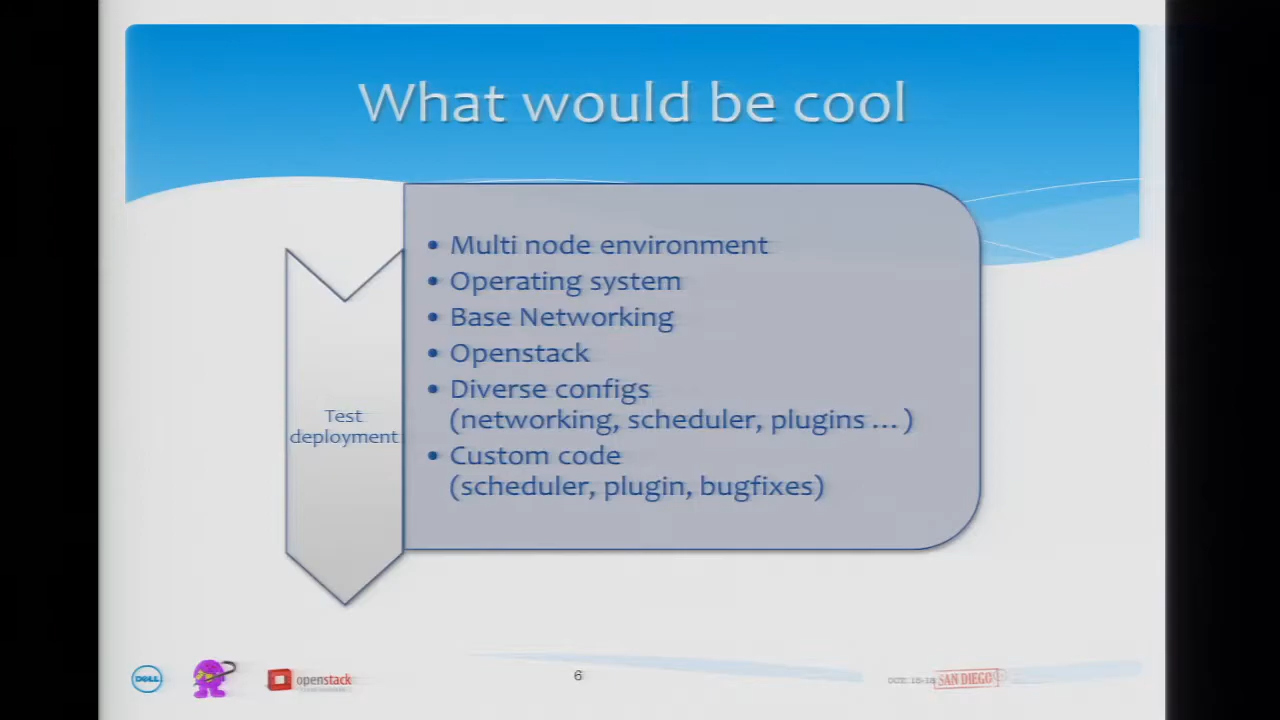 What would be cool
• Multi node environment
• Operating system
• Base Networking
• Openstack
• Diverse configs
(networking, scheduler, plugins ... )
• Custom code
(scheduler, plugin, bugfixes)
Test
deployment
DELL
openstack
6
SAN DIEGO